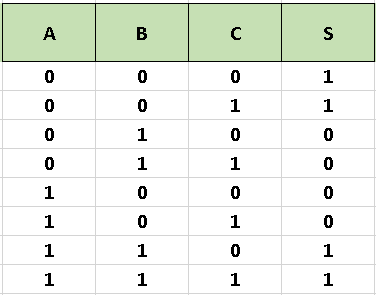 A B C S
0 0 0 1
0 0 1 1
0 1 0 0
0 1 1 0
1 0 0 0
1 0 1 0
1 1 0 1
1 1 1 1